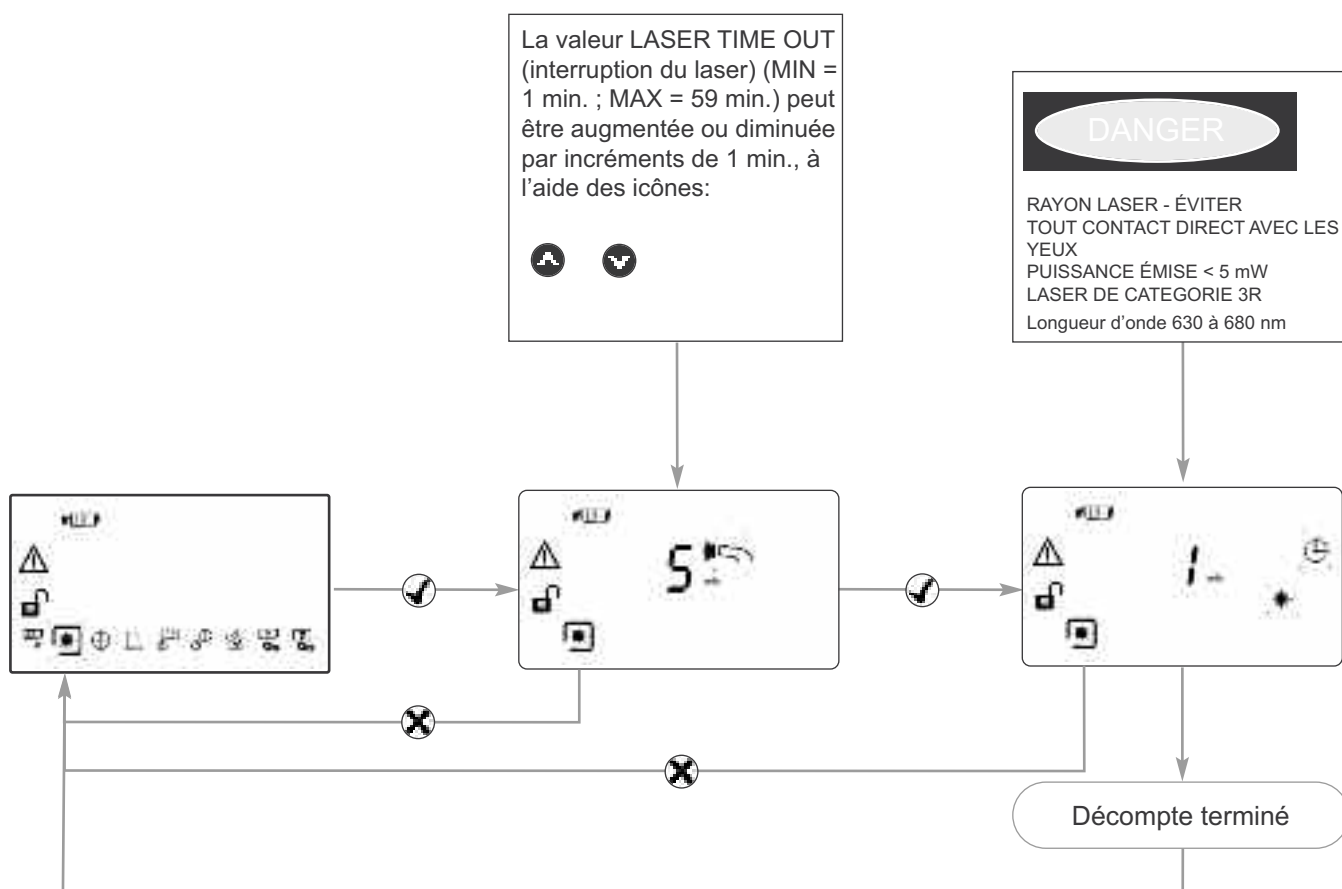 La valeur LASER TIME OUT
(interruption du laser) (MIN =
1 min. ; MAX = 59 min.) peut
être augmentée ou diminuée
par incréments de 1 min., à
l’aide des icônes:
DANGER
RAYON LASER - ÉVITER
TOUT CONTACT DIRECT AVEC LES
YEUX
PUISSANCE ÉMISE < 5 mW
LASER DE CATEGORIE 3R
Longueur d’onde 630 à 680 nm
5
1
Décompte terminé